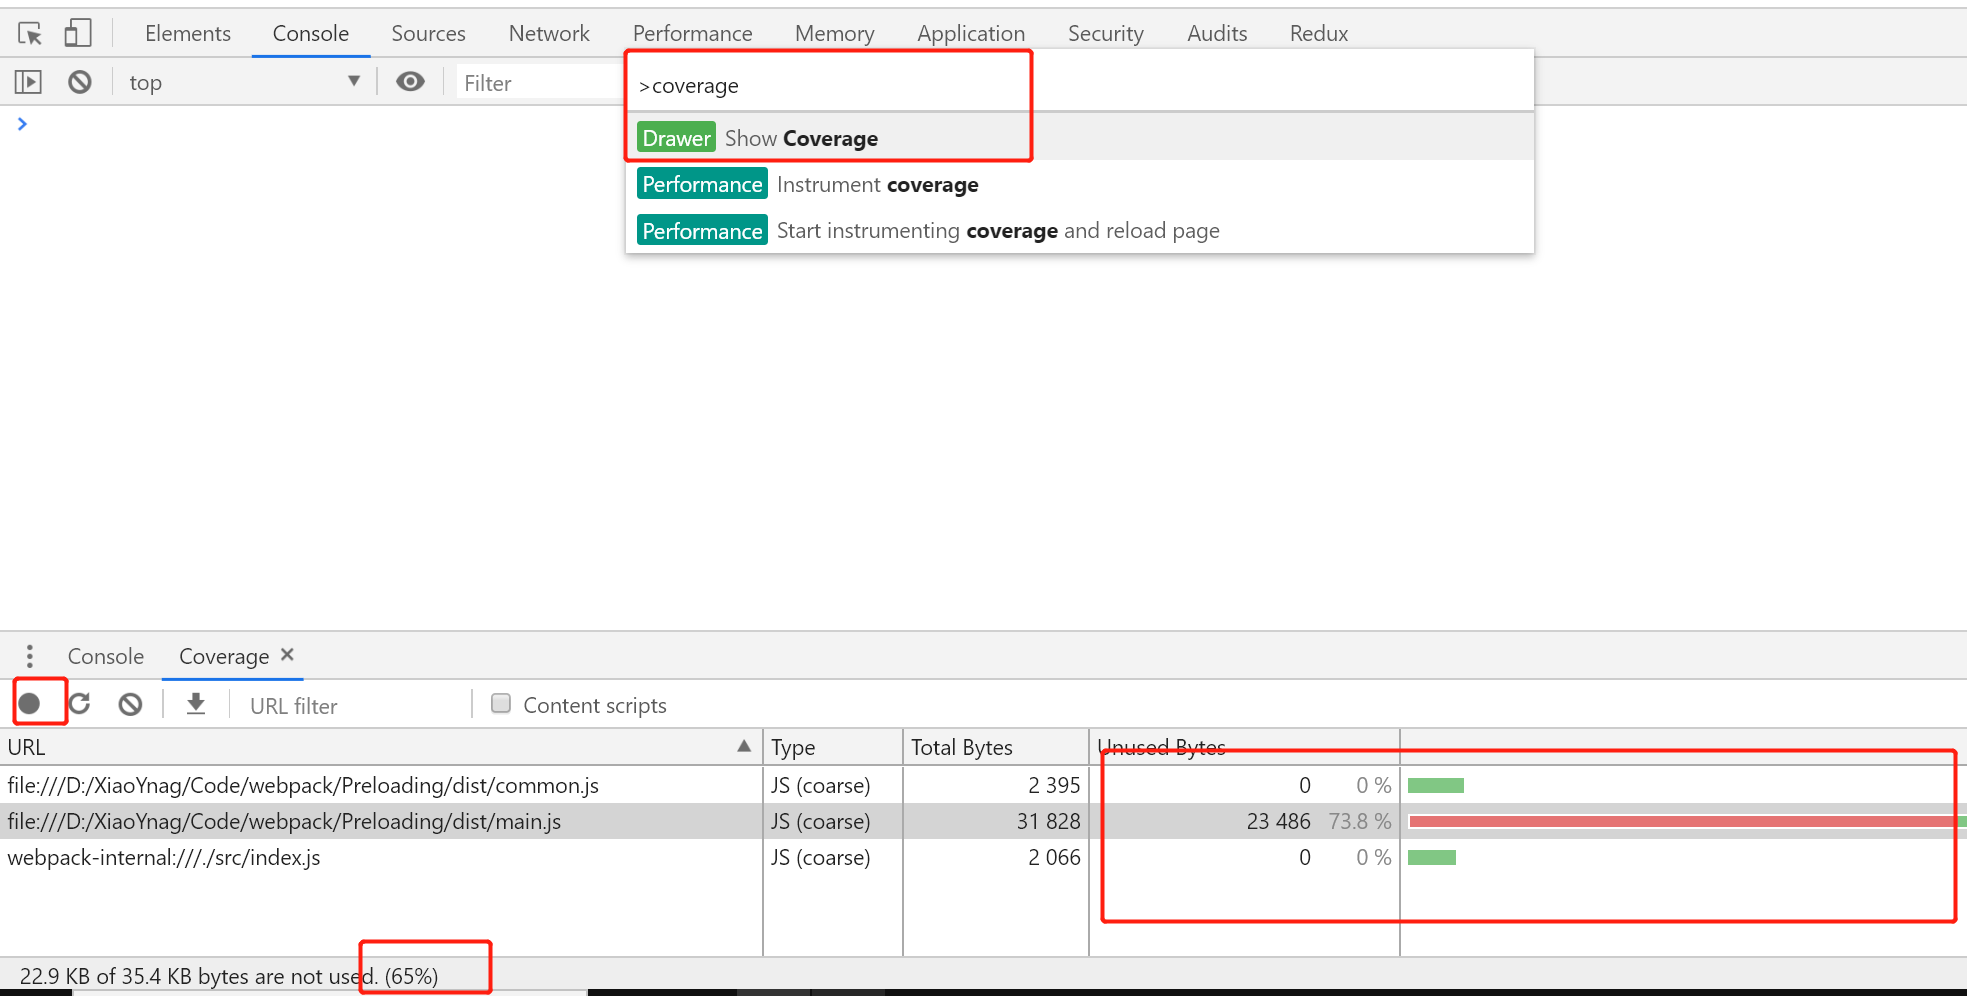 Elements Console Sources Network Performance Memory Application Security Audits Redux
top ▼ Filter
>coverage
Drawer Show Coverage
Performance Instrument coverage
Performance Start instrumenting coverage and reload page
Console Coverage ×
URL filter Content scripts
URL ▲ Type Total Bytes Unused Bytes
file:///D:/XiaoYnag/Code/webpack/Preloading/dist/common.js JS (coarse) 2 395 0 0 %
file:///D:/XiaoYnag/Code/webpack/Preloading/dist/main.js JS (coarse) 31 828 23 486 73.8 %
webpack-internal:///./src/index.js JS (coarse) 2 066 0 0 %
22.9 KB of 35.4 KB bytes are not used. (65%)